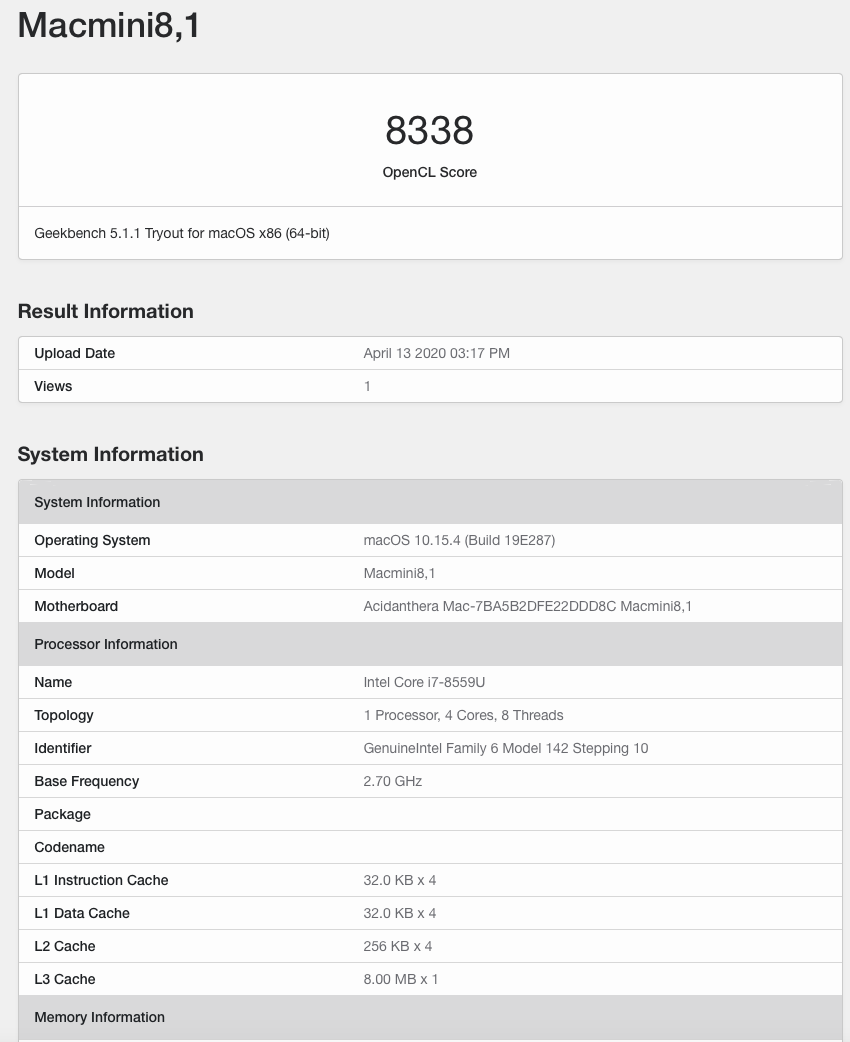 Macmini8,1
8338
OpenCL Score
Geekbench 5.1.1 Tryout for macOS x86 (64-bit)
Result Information
Upload Date April 13 2020 03:17 PM
Views 1
System Information
System Information
Operating System macOS 10.15.4 (Build 19E287)
Model Macmini8,1
Motherboard Acidanthera Mac-7BA5B2DFE22DDD8C Macmini8,1
Processor Information
Name Intel Core i7-8559U
Topology 1 Processor, 4 Cores, 8 Threads
Identifier GenuineIntel Family 6 Model 142 Stepping 10
Base Frequency 2.70 GHz
Package
Codename
L1 Instruction Cache 32.0 KB x 4
L1 Data Cache 32.0 KB x 4
L2 Cache 256 KB x 4
L3 Cache 8.00 MB x 1
Memory Information